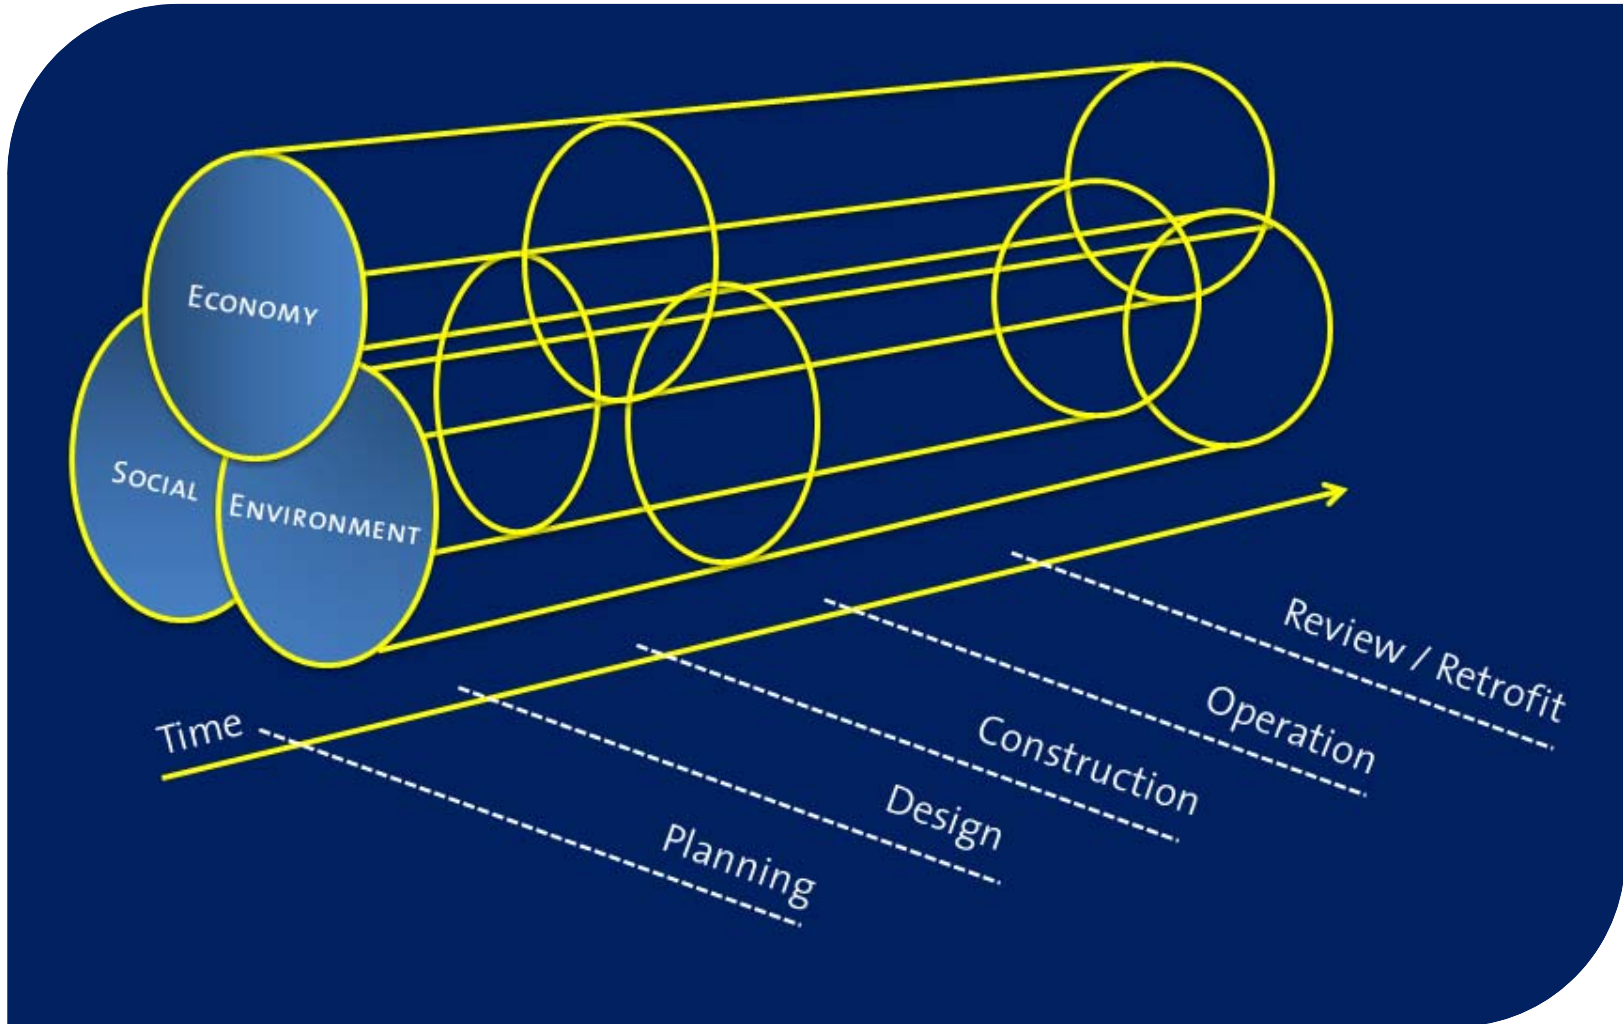 ECONOMY
SOCIAL
ENVIRONMENT
Time
Review / Retrofit
Operation
Construction
Design
Planning